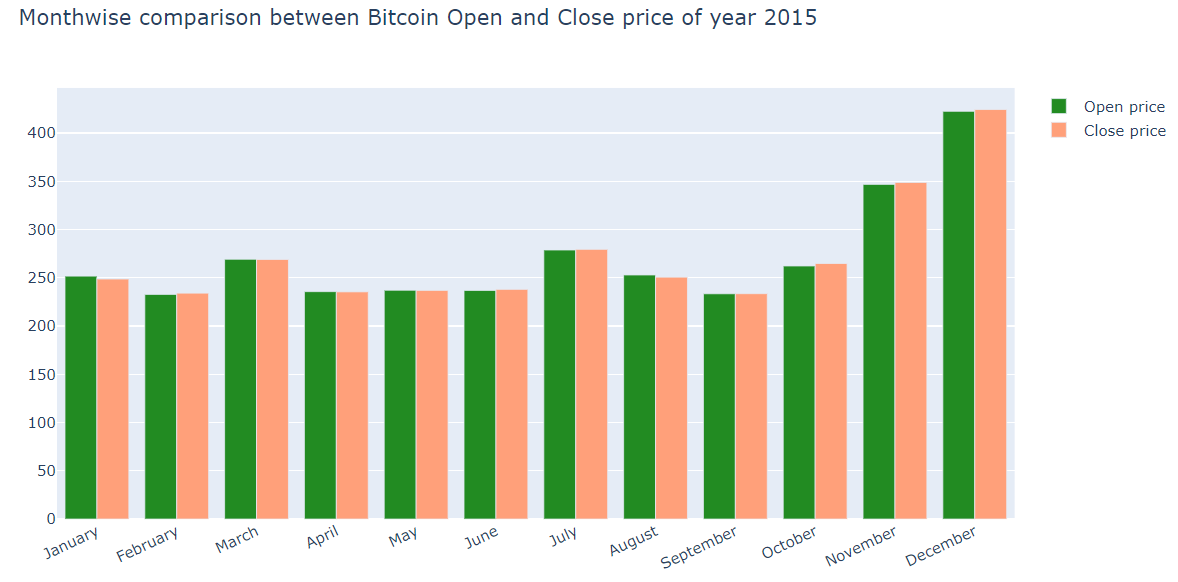 Monthwise comparison between Bitcoin Open and Close price of year 2015
Open price
Close price
400
350
300
250
200
150
100
50
0
January
February
March
April
May
June
July
August
September
October
November
December